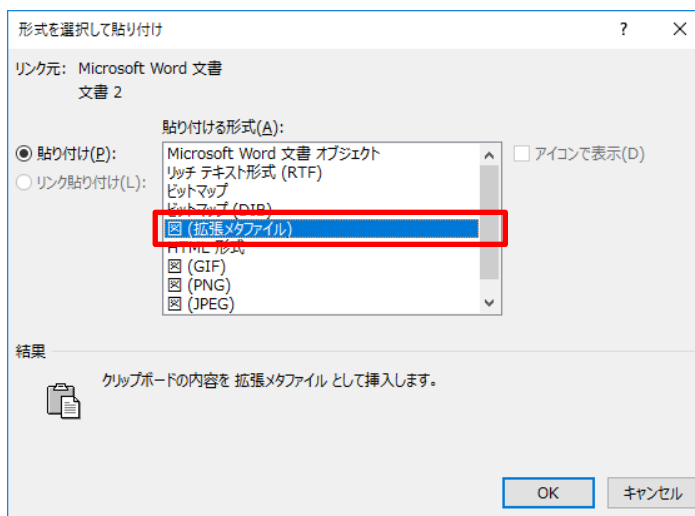 形式を選択して貼り付け
リンク元: Microsoft Word 文書
文書 2
貼り付ける形式(A):
貼り付け(P):
リンク貼り付け(L):
Microsoft Word 文書 オブジェクト
リッチ テキスト形式 (RTF)
ビットマップ
ビットマップ (DIB)
図 (拡張メタファイル)
HTML 形式
図 (GIF)
図 (PNG)
図 (JPEG)
アイコンで表示(D)
結果
クリップボードの内容を 拡張メタファイル として挿入します。
OK
キャンセル